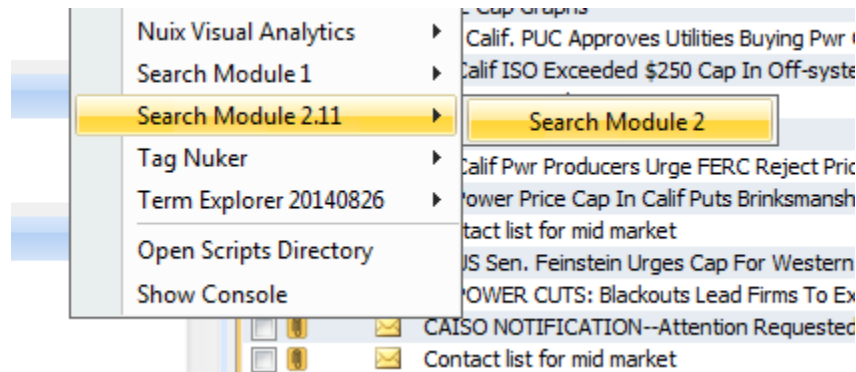 Cap Graphs
Nuix Visual Analytics
Calif. PUC Approves Utilities Buying Pwr
Search Module 1
Calif ISO Exceeded $250 Cap In Off-syste
Search Module 2.11
Search Module 2
Tag Nuker
Calif Pwr Producers Urge FERC Reject Pric
Term Explorer 20140826
Power Price Cap In Calif Puts Brinksmansh
tact list for mid market
Open Scripts Directory
US Sen. Feinstein Urges Cap For Western
Show Console
POWER CUTS: Blackouts Lead Firms To Ex
CAISO NOTIFICATION--Attention Requested
Contact list for mid market